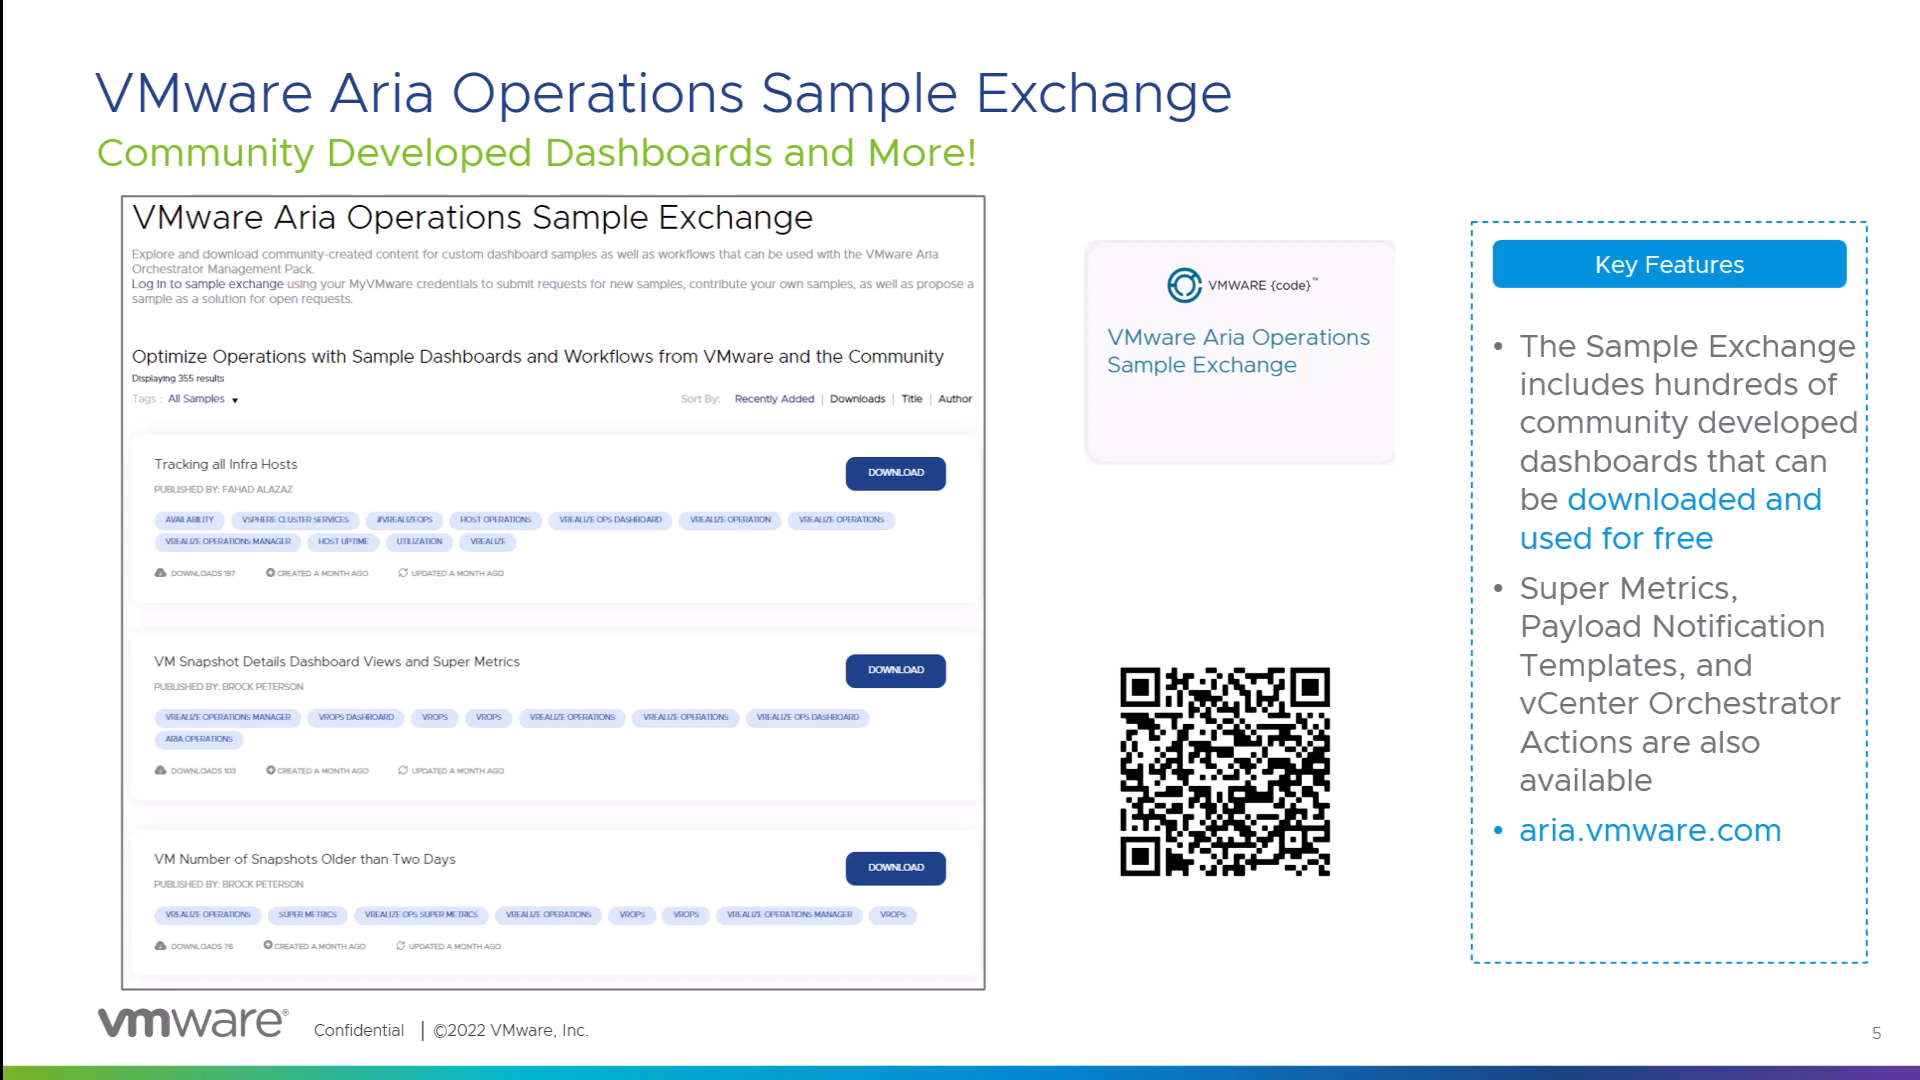 VMware Aria Operations Sample Exchange
Community Developed Dashboards and More!
VMware Aria Operations Sample Exchange
Explore and download community-created content for custom dashboard samples as well as workflows that can be used with the VMware Aria
Orchestrator Management Pack.
Log in to sample exchange using your MyVMware credentials to submit requests for new samples, contribute your own samples, as well as propose a
sample as a solution for open requests.
Optimize Operations with Sample Dashboards and Workflows from VMware and the Community
Displaying 355 results
Tags : All Samples
Sort By: Recently Added | Downloads | Title | Author
Tracking all Infra Hosts
DOWNLOAD
PUBLISHED BY: FAHAD ALAZAZ
AVAILABILITY VSPHERE CLUSTER SERVICES #VREALIZEOPS HOST OPERATIONS VREALIZE OPS DASHBOARD VREALIZE OPERATION VREALIZE OPERATIONS
VREALIZE OPERATIONS MANAGER HOST UPTIME UTILIZATION VREALIZE
DOWNLOADS 197 CREATED A MONTH AGO UPDATED A MONTH AGO
VM Snapshot Details Dashboard Views and Super Metrics
DOWNLOAD
PUBLISHED BY: BROCK PETERSON
VREALIZE OPERATIONS MANAGER VROPS DASHBOARD VROPS VROPS VREALIZE OPERATIONS VREALIZE OPERATIONS VREALIZE OPS DASHBOARD
ARIA OPERATIONS
DOWNLOADS 103 CREATED A MONTH AGO UPDATED A MONTH AGO
VM Number of Snapshots Older than Two Days
DOWNLOAD
PUBLISHED BY: BROCK PETERSON
VREALIZE OPERATIONS SUPER METRICS VREALIZE OPS SUPER METRICS VREALIZE OPERATIONS VROPS VROPS VREALIZE OPERATIONS MANAGER VROPS
DOWNLOADS 76 CREATED A MONTH AGO UPDATED A MONTH AGO
VMWARE {code}™
VMware Aria Operations
Sample Exchange
Key Features
• The Sample Exchange
includes hundreds of
community developed
dashboards that can
be downloaded and
used for free
• Super Metrics,
Payload Notification
Templates, and
vCenter Orchestrator
Actions are also
available
• aria.vmware.com
vmware® Confidential | ©2022 VMware, Inc.
5